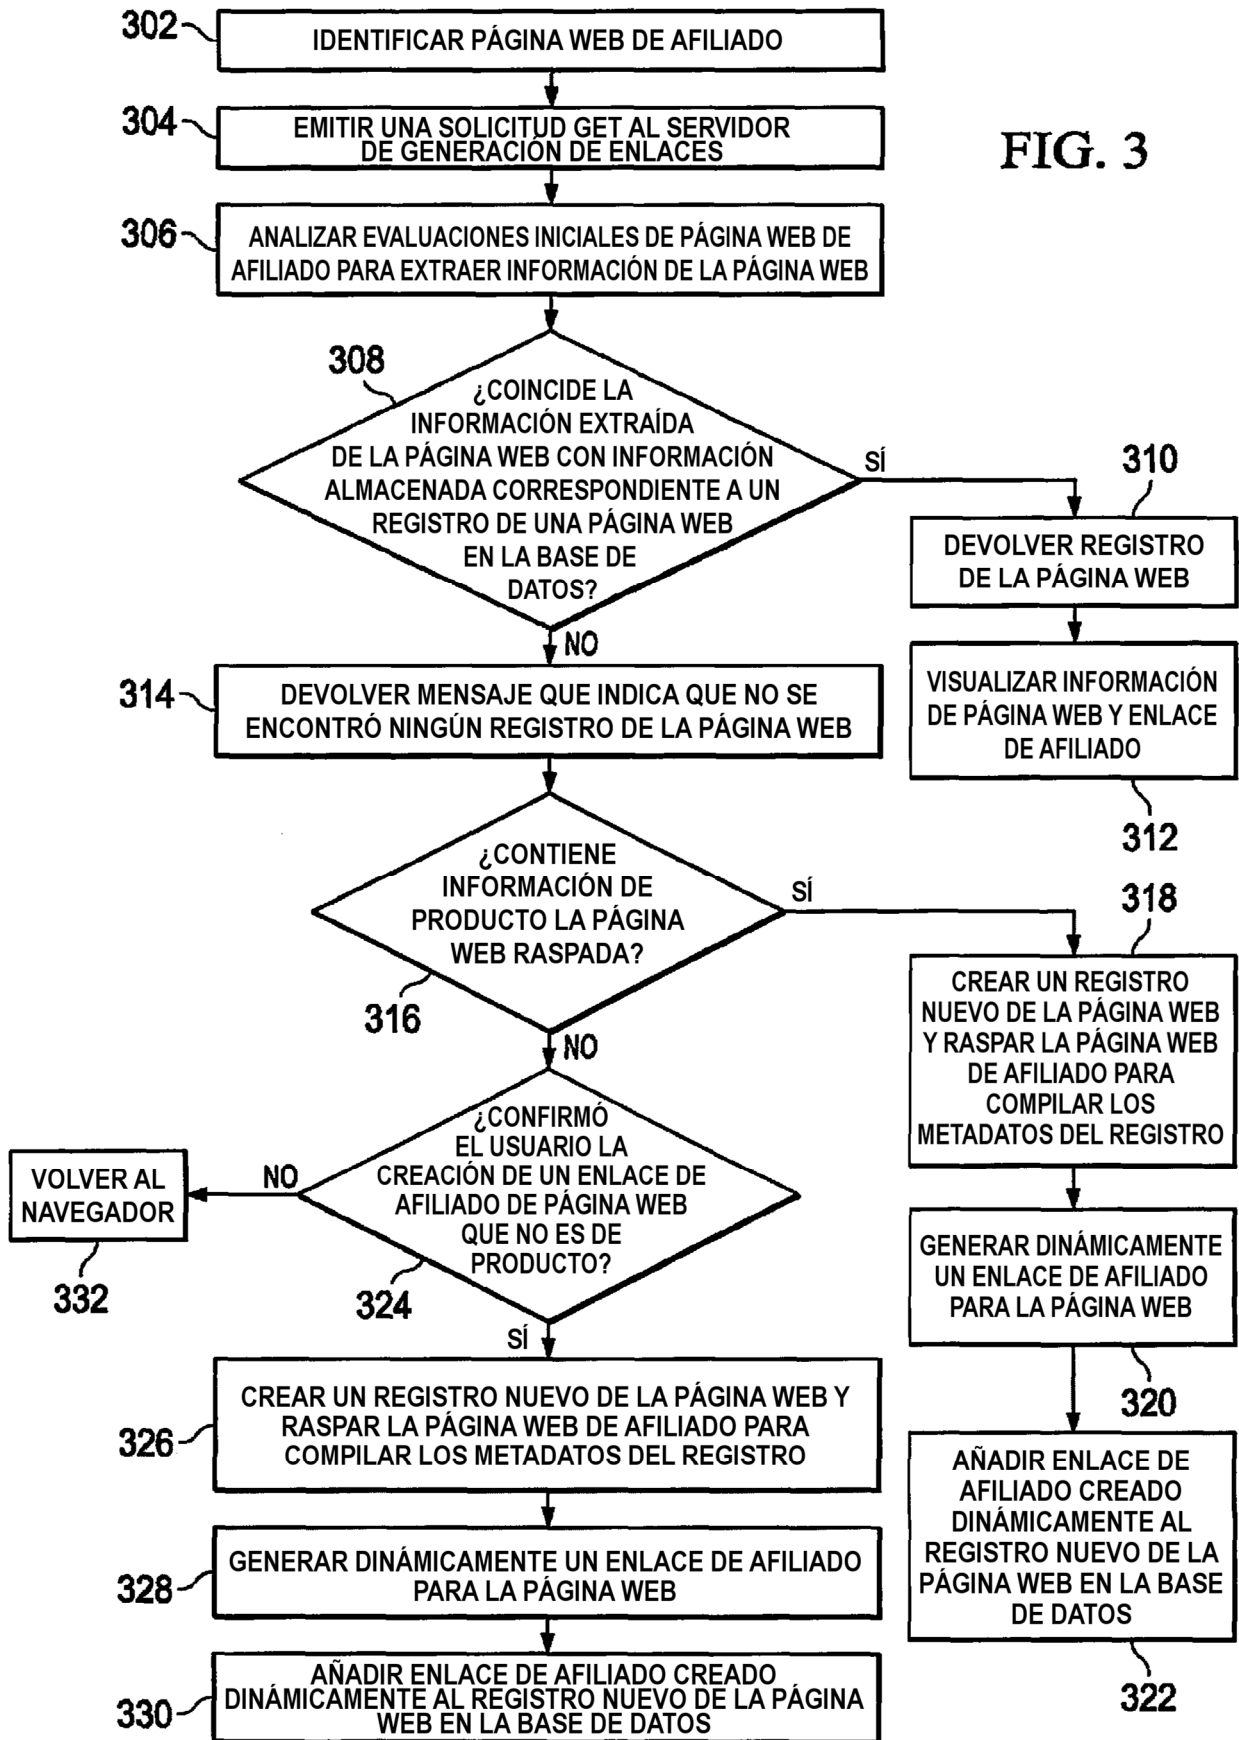 302
IDENTIFICAR PÁGINA WEB DE AFILIADO
304
EMITIR UNA SOLICITUD GET AL SERVIDOR
DE GENERACIÓN DE ENLACES
FIG. 3
306
ANALIZAR EVALUACIONES INICIALES DE PÁGINA WEB DE
AFILIADO PARA EXTRAER INFORMACIÓN DE LA PÁGINA WEB
308
¿COINCIDE LA
INFORMACIÓN EXTRAÍDA
DE LA PÁGINA WEB CON INFORMACIÓN
ALMACENADA CORRESPONDIENTE A UN
REGISTRO DE UNA PÁGINA WEB
EN LA BASE DE
DATOS?
SÍ
310
DEVOLVER REGISTRO
DE LA PÁGINA WEB
VISUALIZAR INFORMACIÓN
DE PÁGINA WEB Y ENLACE
DE AFILIADO
312
NO
314
DEVOLVER MENSAJE QUE INDICA QUE NO SE
ENCONTRÓ NINGÚN REGISTRO DE LA PÁGINA WEB
¿CONTIENE
INFORMACIÓN DE
PRODUCTO LA PÁGINA
WEB RASPADA?
316
SÍ
318
CREAR UN REGISTRO
NUEVO DE LA PÁGINA WEB
Y RASPAR LA PÁGINA WEB
DE AFILIADO PARA
COMPILAR LOS
METADATOS DEL REGISTRO
GENERAR DINÁMICAMENTE
UN ENLACE DE AFILIADO
PARA LA PÁGINA WEB
320
AÑADIR ENLACE DE
AFILIADO CREADO
DINÁMICAMENTE AL
REGISTRO NUEVO DE LA
PÁGINA WEB EN LA BASE
DE DATOS
322
NO
¿CONFIRMÓ
EL USUARIO LA
CREACIÓN DE UN ENLACE DE
AFILIADO DE PÁGINA WEB
QUE NO ES DE
PRODUCTO?
324
NO
VOLVER AL
NAVEGADOR
332
SÍ
326
CREAR UN REGISTRO NUEVO DE LA PÁGINA WEB Y
RASPAR LA PÁGINA WEB DE AFILIADO PARA
COMPILAR LOS METADATOS DEL REGISTRO
328
GENERAR DINÁMICAMENTE UN ENLACE DE AFILIADO
PARA LA PÁGINA WEB
330
AÑADIR ENLACE DE AFILIADO CREADO
DINÁMICAMENTE AL REGISTRO NUEVO DE LA PÁGINA
WEB EN LA BASE DE DATOS